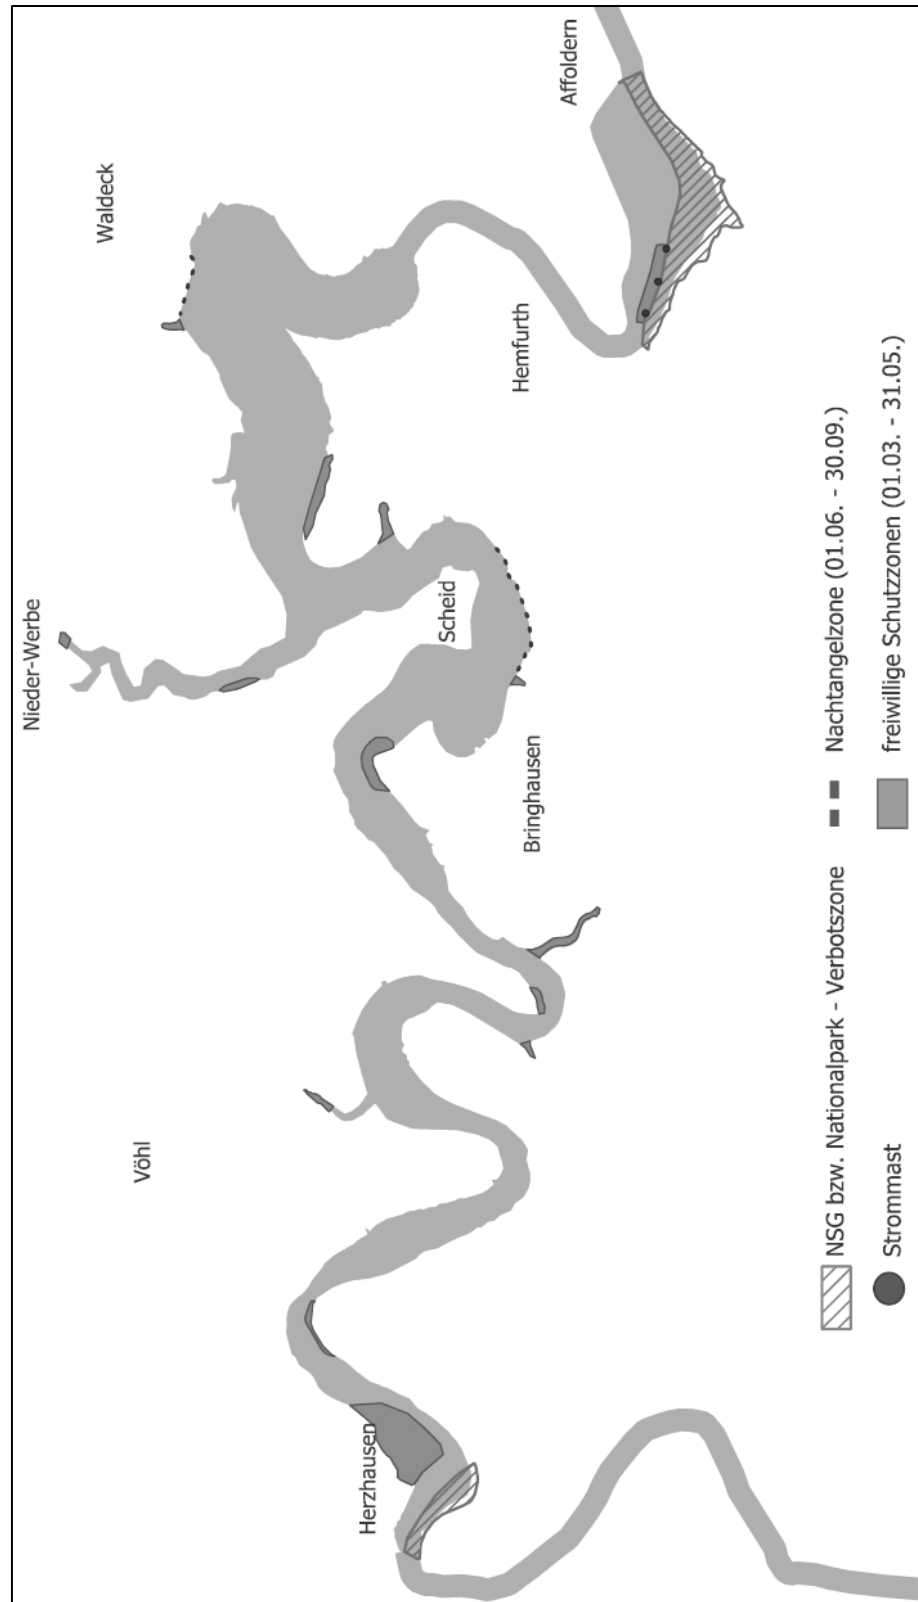 Affoldern
Waldeck
Hemfurth
Nieder-Werbe
Scheid
Bringhausen
Vöhl
Herzhausen
NSG bzw. Nationalpark - Verbotszone
Nachtangelzone (01.06. - 30.09.)
Strommast
freiwillige Schutzzonen (01.03. - 31.05.)